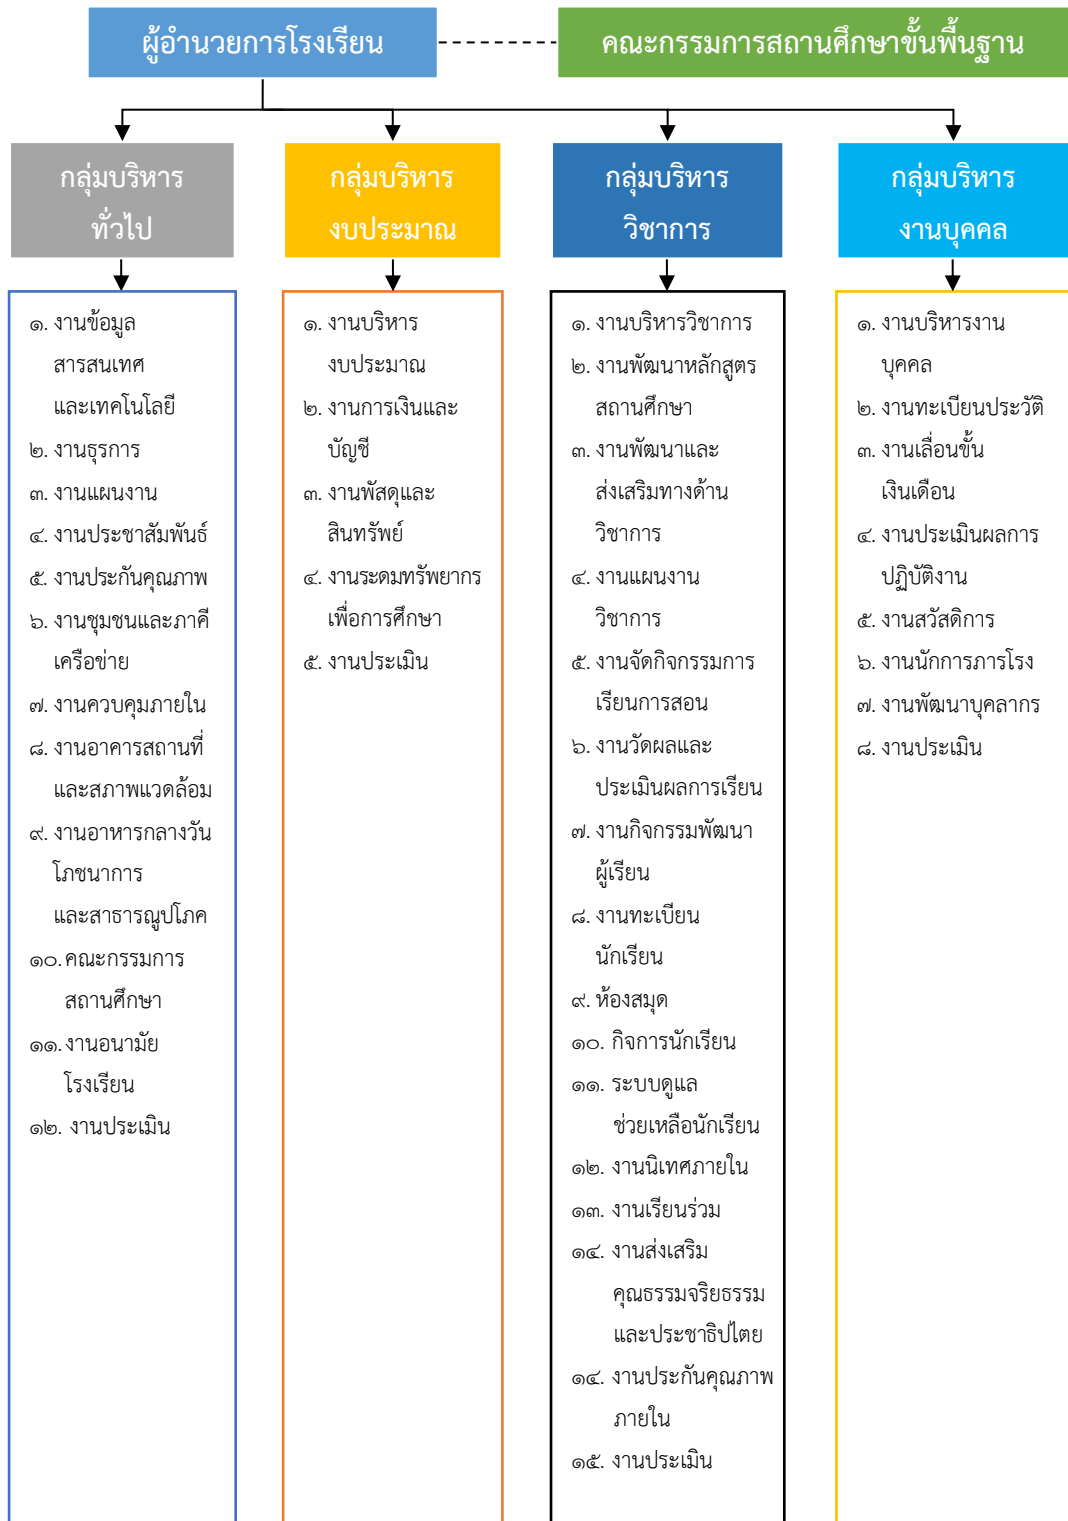 ผู้อำนวยการโรงเรียน
คณะกรรมการสถานศึกษาขั้นพื้นฐาน
กลุ่มบริหาร
ทั่วไป
กลุ่มบริหาร
งบประมาณ
กลุ่มบริหาร
วิชาการ
กลุ่มบริหาร
งานบุคคล
๑. งานข้อมูล
สารสนเทศ
และเทคโนโลยี
๒. งานธุรการ
๓. งานแผนงาน
๔. งานประชาสัมพันธ์
๕. งานประกันคุณภาพ
๖. งานชุมชนและภาคี
เครือข่าย
๗. งานควบคุมภายใน
๘. งานอาคารสถานที่
และสภาพแวดล้อม
๙. งานอาหารกลางวัน
โภชนาการ
และสาธารณูปโภค
๑๐. คณะกรรมการ
สถานศึกษา
๑๑. งานอนามัย
โรงเรียน
๑๒. งานประเมิน
๑. งานบริหาร
งบประมาณ
๒. งานการเงินและ
บัญชี
๓. งานพัสดุและ
สินทรัพย์
๔. งานระดมทรัพยากร
เพื่อการศึกษา
๕. งานประเมิน
๑. งานบริหารวิชาการ
๒. งานพัฒนาหลักสูตร
สถานศึกษา
๓. งานพัฒนาและ
ส่งเสริมทางด้าน
วิชาการ
๔. งานแผนงาน
วิชาการ
๕. งานจัดกิจกรรมการ
เรียนการสอน
๖. งานวัดผลและ
ประเมินผลการเรียน
๗. งานกิจกรรมพัฒนา
ผู้เรียน
๘. งานทะเบียน
นักเรียน
๙. ห้องสมุด
๑๐. กิจการนักเรียน
๑๑. ระบบดูแล
ช่วยเหลือนักเรียน
๑๒. งานนิเทศภายใน
๑๓. งานเรียนร่วม
๑๔. งานส่งเสริม
คุณธรรมจริยธรรม
และประชาธิปไตย
๑๔. งานประกันคุณภาพ
ภายใน
๑๕. งานประเมิน
๑. งานบริหารงาน
บุคคล
๒. งานทะเบียนประวัติ
๓. งานเลื่อนขั้น
เงินเดือน
๔. งานประเมินผลการ
ปฏิบัติงาน
๕. งานสวัสดิการ
๖. งานนักการภารโรง
๗. งานพัฒนาบุคลากร
๘. งานประเมิน